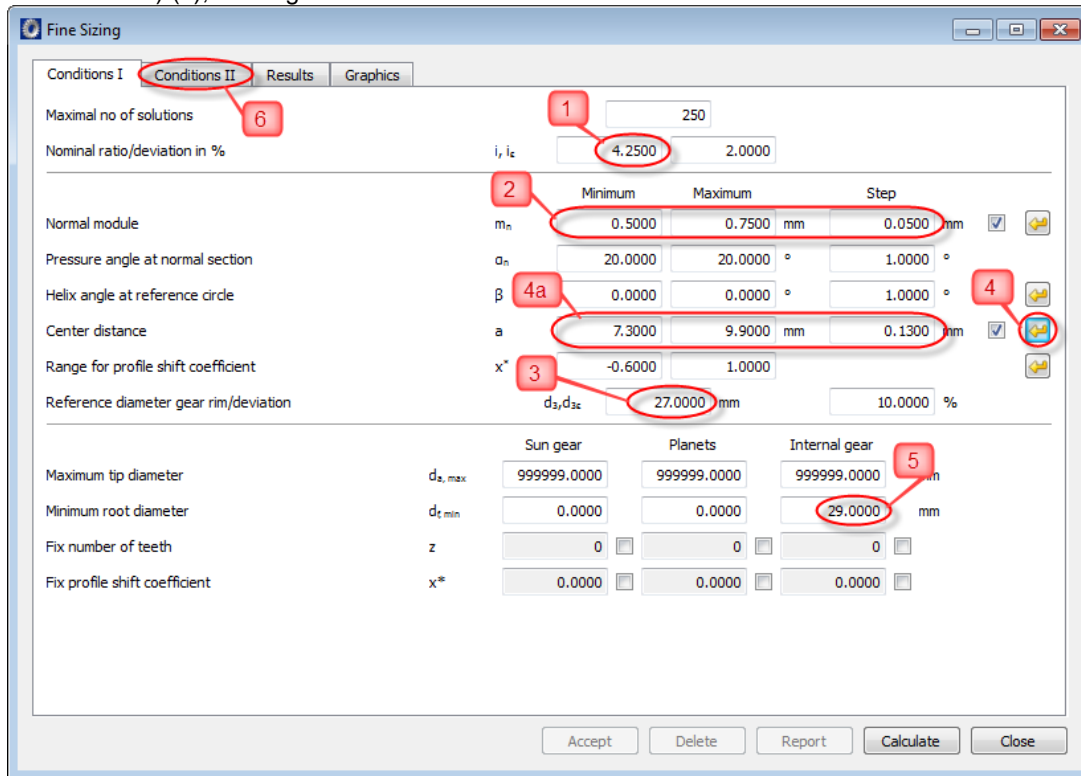 Fine Sizing
Conditions I Conditions II Results Graphics
6
Maximal no of solutions 250
1
Nominal ratio/deviation in % i, iε 4.2500 2.0000
2
Minimum Maximum Step
Normal module mn 0.5000 0.7500 mm 0.0500 mm
Pressure angle at normal section αn 20.0000 20.0000 ° 1.0000 °
4a
4
Helix angle at reference circle β 0.0000 0.0000 ° 1.0000 °
Center distance a 7.3000 9.9000 mm 0.1300 mm
Range for profile shift coefficient x* -0.6000 1.0000
3
Reference diameter gear rim/deviation d3,d3ε 27.0000 mm 10.0000 %
Sun gear Planets Internal gear
5
Maximum tip diameter da, max 999999.0000 999999.0000 999999.0000
Minimum root diameter df, min 0.0000 0.0000 29.0000 mm
Fix number of teeth z 0 0 0
Fix profile shift coefficient x* 0.0000 0.0000 0.0000
Accept Delete Report Calculate Close